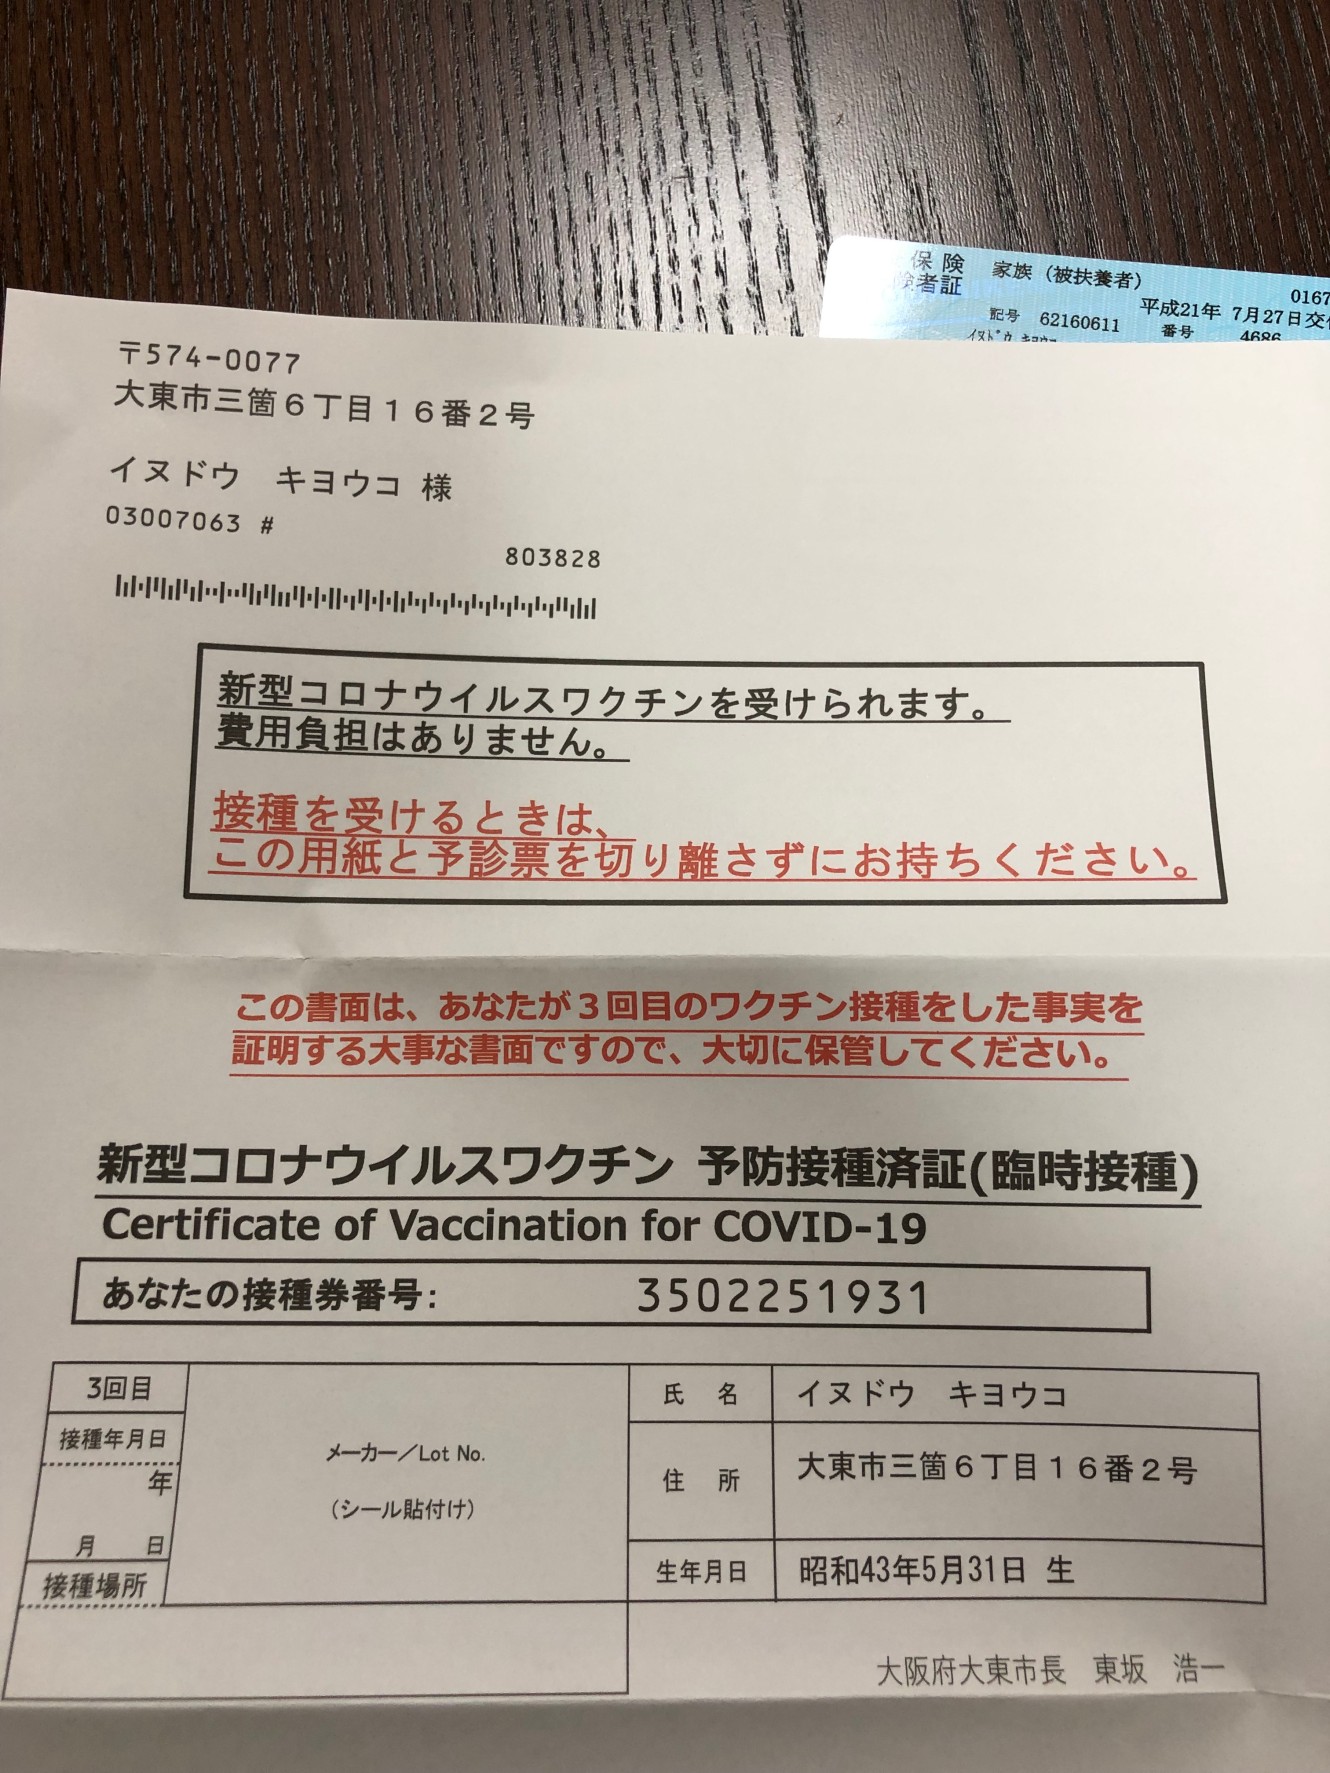 保険 家族（被扶養者） 0167
険者証 平成21年 7月27日交付
記号 62160611 番号 4686
イヌドウ キヨウコ
〒574-0077
大東市三箇６丁目１６番２号
イヌドウ　キヨウコ 様
03007063 #
803828
新型コロナウイルスワクチンを受けられます。
費用負担はありません。
接種を受けるときは、
この用紙と予診票を切り離さずにお持ちください。
この書面は、あなたが３回目のワクチン接種をした事実を
証明する大事な書面ですので、大切に保管してください。
新型コロナウイルスワクチン 予防接種済証(臨時接種)
Certificate of Vaccination for COVID-19
あなたの接種券番号: 3502251931
3回目
接種年月日
年
月 日
接種場所
メーカー／Lot No.
（シール貼付け）
氏 名 イヌドウ　キヨウコ
住 所 大東市三箇６丁目１６番２号
生年月日 昭和43年5月31日 生
大阪府大東市長　東坂　浩一